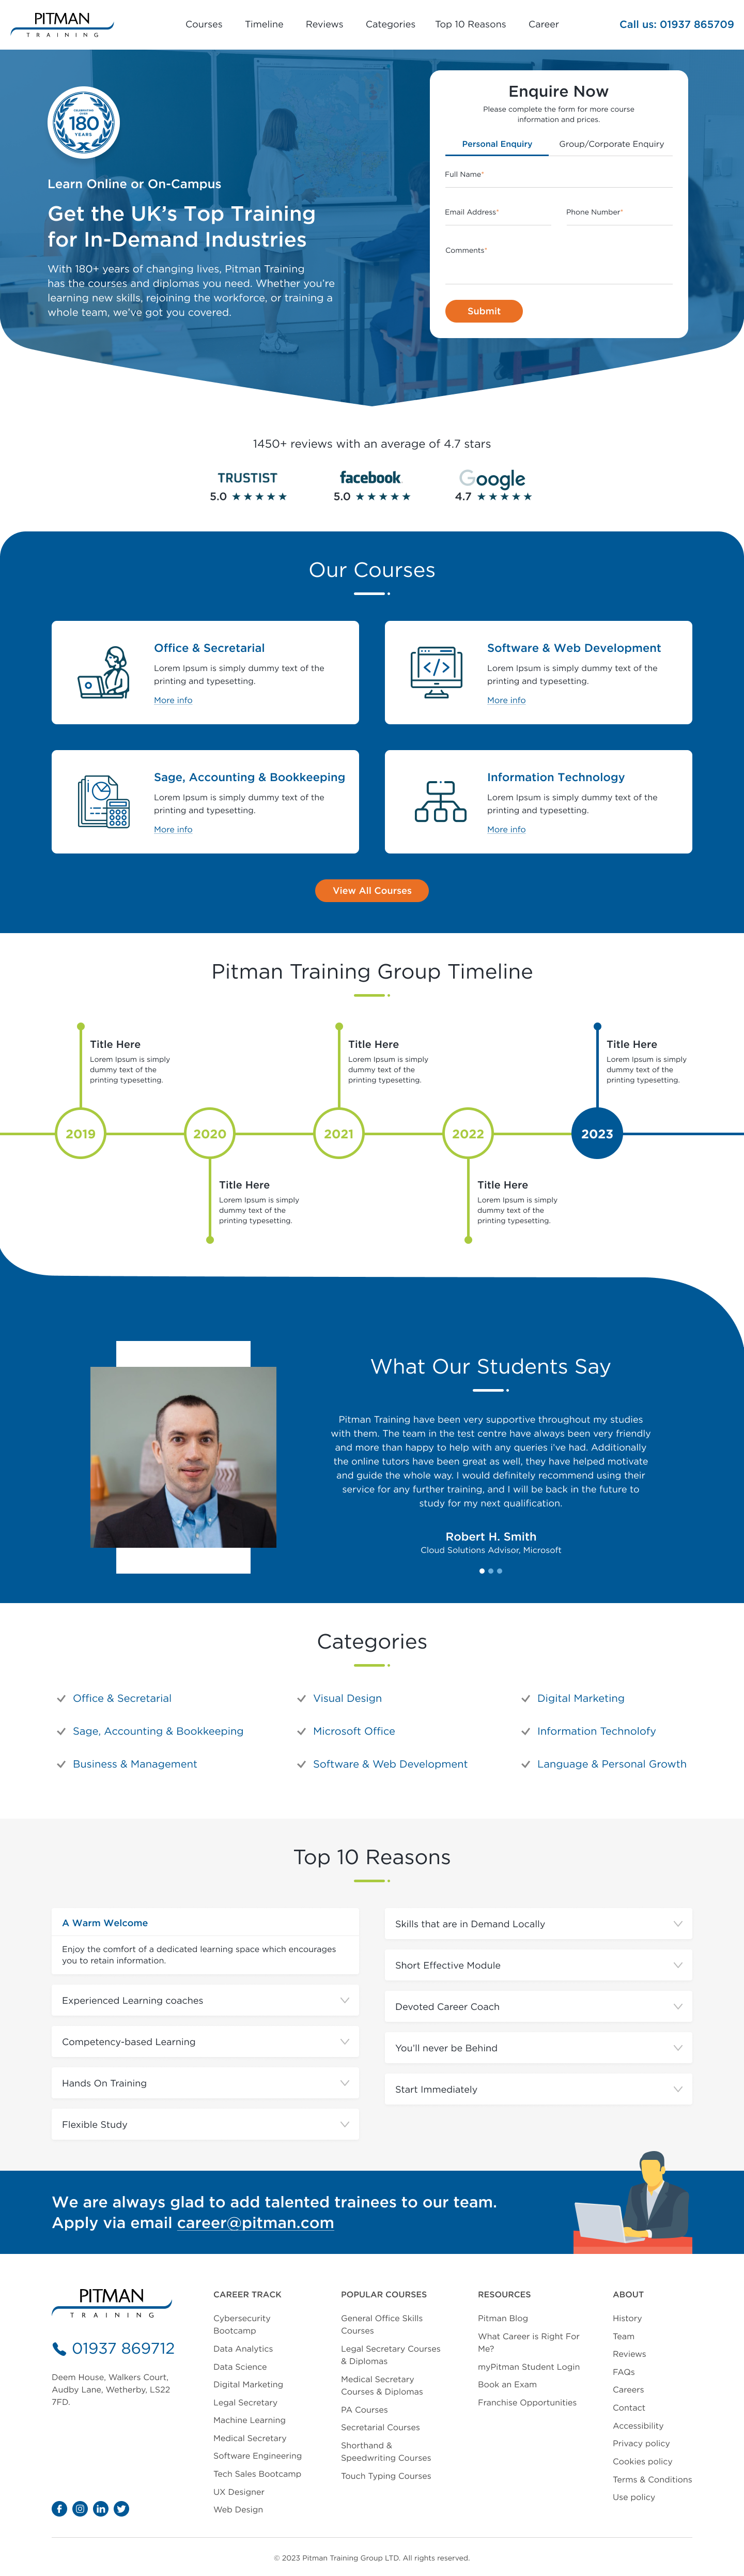 PITMAN
TRAINING
Courses
Timeline
Reviews
Categories
Top 10 Reasons
Career
Call us: 01937 865709
180
YEARS
Learn Online or On-Campus
Get the UK's Top Training
for In-Demand Industries
With 180+ years of changing lives, Pitman Training
has the courses and diplomas you need. Whether you're
learning new skills, rejoining the workforce, or training a
whole team, we've got you covered.
Enquire Now
Please complete the form for more course
information and prices.
Personal Enquiry
Group/Corporate Enquiry
Full Name*
Email Address*
Phone Number*
Comments*
Submit
1450+ reviews with an average of 4.7 stars
TRUSTIST
5.0 ★★★★★
facebook
5.0 ★★★★★
Google
4.7 ★★★★★
Our Courses
Office & Secretarial
Lorem Ipsum is simply dummy text of the
printing and typesetting.
More info
Software & Web Development
Lorem Ipsum is simply dummy text of the
printing and typesetting.
More info
Sage, Accounting & Bookkeeping
Lorem Ipsum is simply dummy text of the
printing and typesetting.
More info
Information Technology
Lorem Ipsum is simply dummy text of the
printing and typesetting.
More info
View All Courses
Pitman Training Group Timeline
Title Here
Lorem Ipsum is simply
dummy text of the
printing typesetting.
Title Here
Lorem Ipsum is simply
dummy text of the
printing typesetting.
Title Here
Lorem Ipsum is simply
dummy text of the
printing typesetting.
2019
2020
2021
2022
2023
Title Here
Lorem Ipsum is simply
dummy text of the
printing typesetting.
Title Here
Lorem Ipsum is simply
dummy text of the
printing typesetting.
What Our Students Say
Pitman Training have been very supportive throughout my studies
with them. The team in the test centre have always been very friendly
and more than happy to help with any queries i've had. Additionally
the online tutors have been great as well, they have helped motivate
and guide the whole way. I would definitely recommend using their
service for any further training, and I will be back in the future to
study for my next qualification.
Robert H. Smith
Cloud Solutions Advisor, Microsoft
Categories
Office & Secretarial
Visual Design
Digital Marketing
Sage, Accounting & Bookkeeping
Microsoft Office
Information Technolofy
Business & Management
Software & Web Development
Language & Personal Growth
Top 10 Reasons
A Warm Welcome
Enjoy the comfort of a dedicated learning space which encourages
you to retain information.
Experienced Learning coaches
Competency-based Learning
Hands On Training
Flexible Study
Skills that are in Demand Locally
Short Effective Module
Devoted Career Coach
You'll never be Behind
Start Immediately
We are always glad to add talented trainees to our team.
Apply via email career@pitman.com
PITMAN
TRAINING
01937 869712
Deem House, Walkers Court,
Audby Lane, Wetherby, LS22
7FD.
CAREER TRACK
Cybersecurity
Bootcamp
Data Analytics
Data Science
Digital Marketing
Legal Secretary
Machine Learning
Medical Secretary
Software Engineering
Tech Sales Bootcamp
UX Designer
Web Design
POPULAR COURSES
General Office Skills
Courses
Legal Secretary Courses
& Diplomas
Medical Secretary
Courses & Diplomas
PA Courses
Secretarial Courses
Shorthand &
Speedwriting Courses
Touch Typing Courses
RESOURCES
Pitman Blog
What Career is Right For
Me?
myPitman Student Login
Book an Exam
Franchise Opportunities
ABOUT
History
Team
Reviews
FAQs
Careers
Contact
Accessibility
Privacy policy
Cookies policy
Terms & Conditions
Use policy
© 2023 Pitman Training Group LTD. All rights reserved.